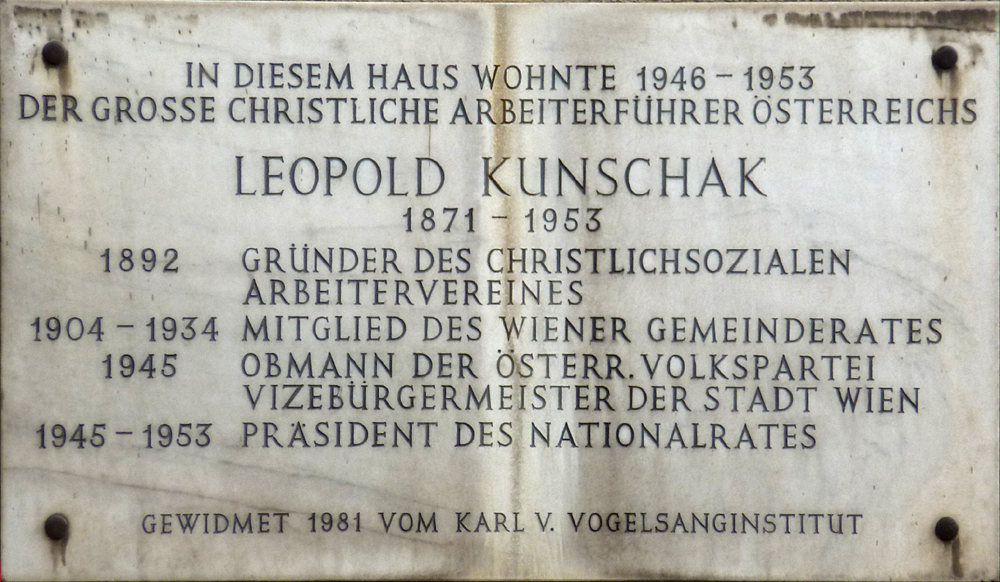 IN DIESEM HAUS WOHNTE 1946 – 1953
DER GROSSE CHRISTLICHE ARBEITERFÜHRER ÖSTERREICHS
LEOPOLD KUNSCHAK
1871 – 1953
1892 GRÜNDER DES CHRISTLICHSOZIALEN
ARBEITERVEREINES
1904 – 1934 MITGLIED DES WIENER GEMEINDERATES
1945 OBMANN DER ÖSTERR. VOLKSPARTEI
VIZEBÜRGERMEISTER DER STADT WIEN
1945 – 1953 PRÄSIDENT DES NATIONALRATES
GEWIDMET 1981 VOM KARL V. VOGELSANGINSTITUT